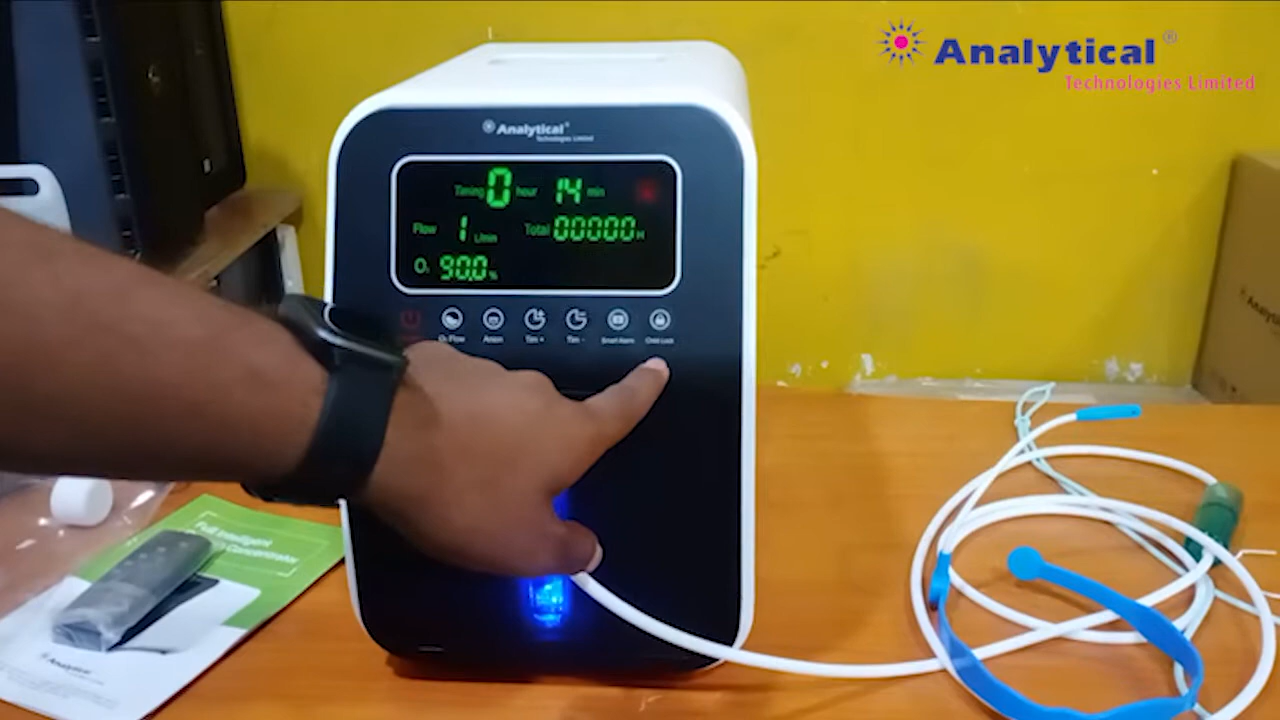 Analytical®
Technologies Limited
Analytical
Technologies Limited
Timing 0 hour 14 min
Flow 1 L/min Total 00000 H
O₂ 90.0 %
O₂ Flow Anion Tim + Tim - Smart Alarm Child Lock
Full Intelligent
Concentrator
Analytical